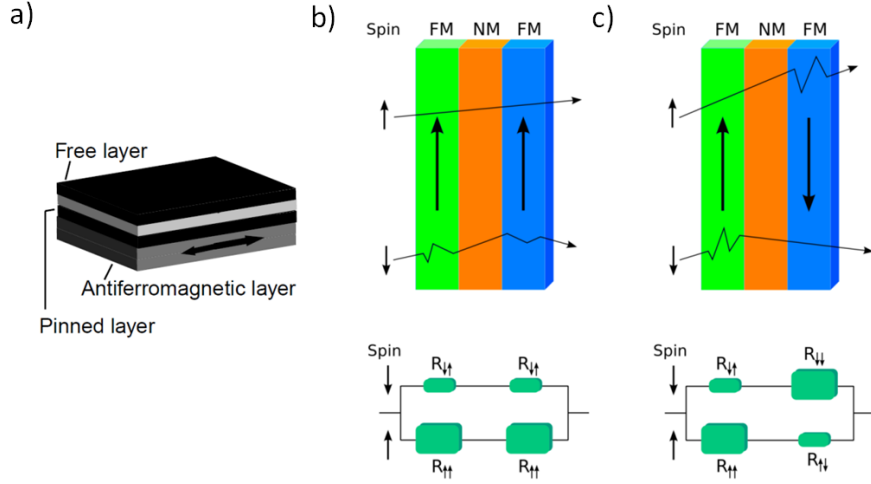 a)
Free layer
Antiferromagnetic layer
Pinned layer
b)
Spin FM NM FM
Spin
R↓↑ R↓↑
R↑↑ R↑↑
c)
Spin FM NM FM
Spin
R↓↑ R↓↓
R↑↑ R↑↓